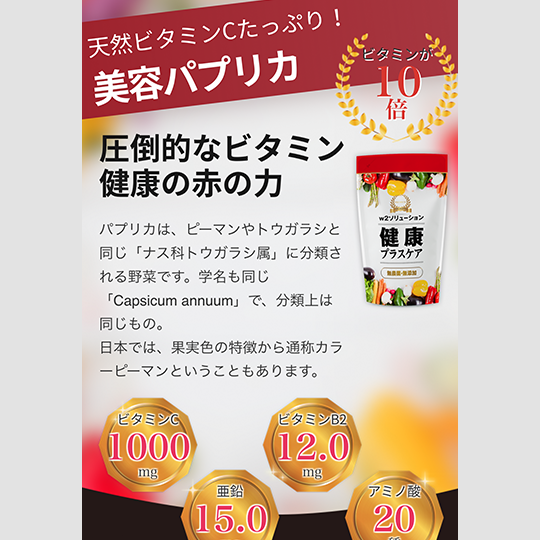 天然ビタミンCたっぷり！
美容パプリカ
ビタミンが
10
倍
圧倒的なビタミン
健康の赤の力
w2ソリューション
健康
プラスケア
パプリカは、ピーマンやトウガラシと
同じ「ナス科トウガラシ属」に分類さ
れる野菜です。学名も同じ
「Capsicum annuum」で、分類上は
同じもの。
日本では、果実色の特徴から通称カラ
ーピーマンということもあります。
ビタミンC
1000
mg
ビタミンB2
12.0
mg
亜鉛
15.0
アミノ酸
20